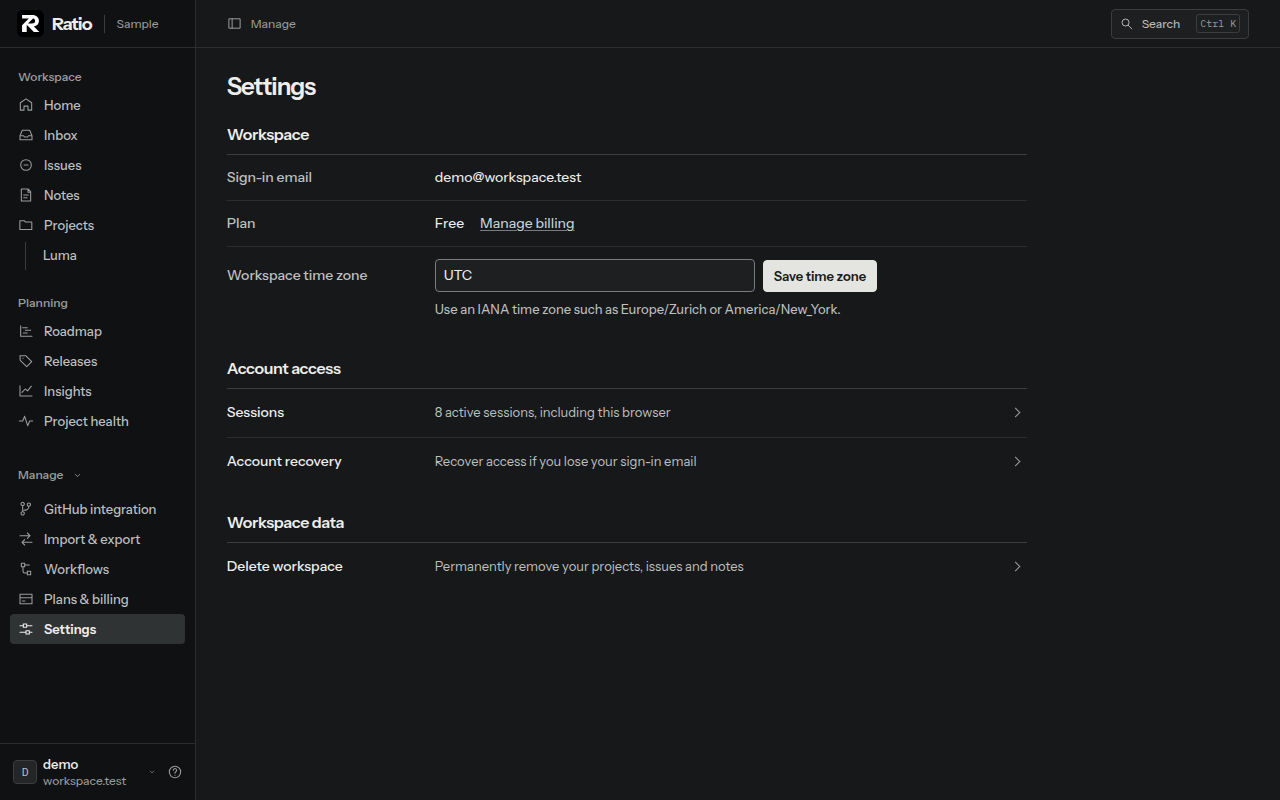 Ratio
Sample
Manage
Search
Ctrl K
Workspace
Home
Inbox
Issues
Notes
Projects
Luma
Planning
Roadmap
Releases
Insights
Project health
Manage
GitHub integration
Import & export
Workflows
Plans & billing
Settings
D
demo
workspace.test
Settings
Workspace
Sign-in email
demo@workspace.test
Plan
Free
Manage billing
Workspace time zone
UTC
Save time zone
Use an IANA time zone such as Europe/Zurich or America/New_York.
Account access
Sessions
8 active sessions, including this browser
Account recovery
Recover access if you lose your sign-in email
Workspace data
Delete workspace
Permanently remove your projects, issues and notes